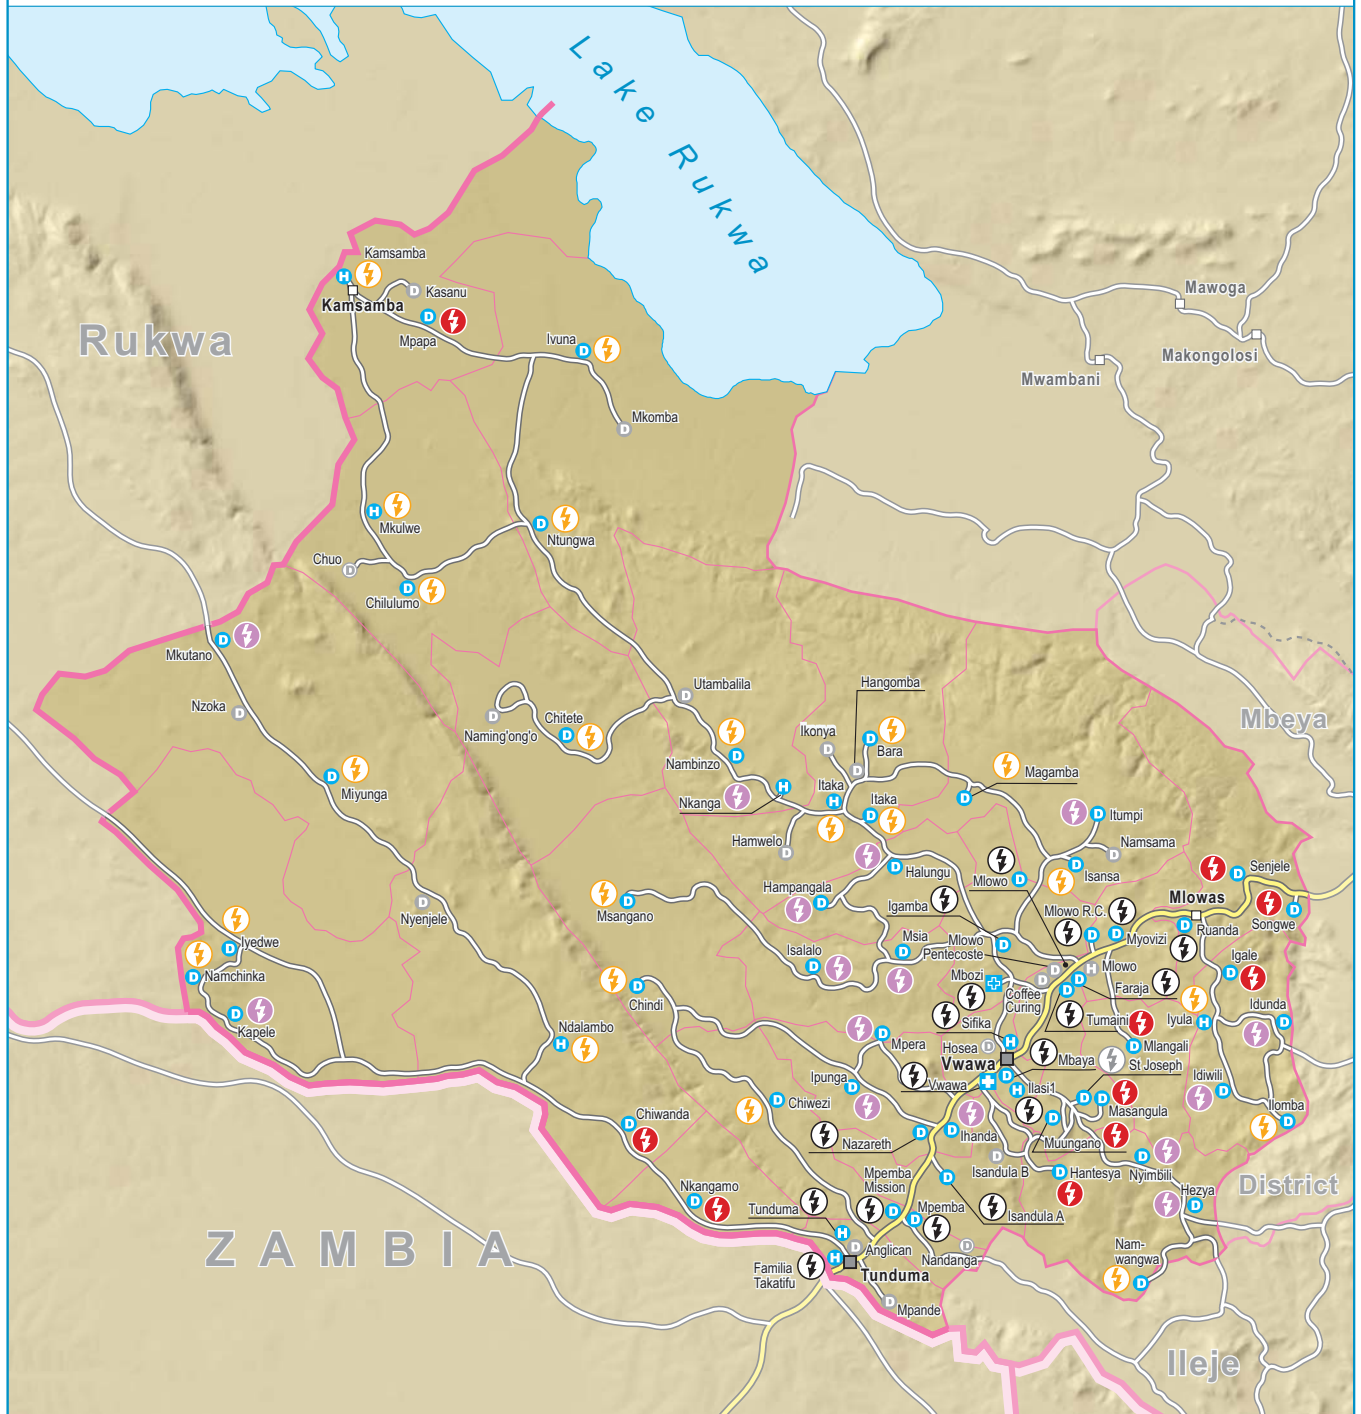 Lake Rukwa
Kamsamba
H
D
Kasanu
Kamsamba
Mawoga
D
Mpapa
Rukwa
Ivuna
D
Makongolosi
Mwambani
Mkomba
D
H
Mkulwe
D
Ntungwa
Chuo
D
D
Chilulumo
D
Mkutano
Hangomba
Utambalila
D
Nzoka
D
D
Naming'ong'o
Chitete
D
Mbeya
Ikonya
D
D
Bara
Nambinzo
D
D
Miyunga
D
Magamba
D
Nkanga
H
Itaka
H
Itaka
D
D
Itumpi
Hamwelo
D
Namsama
D
D
Halungu
Mlowo
D
D
Isansa
D
Senjele
Hampangala
D
D
Msangano
Nyenjele
D
Igamba
Mlowas
Mlowo R.C.
D
D
Myovizi
D
Ruanda
D
Songwe
Iyedwe
D
Msia
D
Mlowo
D
Pentecoste
Isalalo
D
D
Namchinka
Mbozi
D
D
H
Mlowo
D
D
Faraja
Igale
D
D
Chindi
Coffee
Curing
D
Kapele
Sifika
Tumaini
Iyula
H
Idunda
D
Ndalambo
H
D
Mpera
Hosea
D
H
Vwawa
Mbaya
D
Mlangali
St Joseph
Ipunga
D
Vwawa
D
H
Ilasi1
D
D
Masangula
Idiwili
D
D
Chiwezi
Ilomba
D
D
Chiwanda
Nazareth
D
D
Ihanda
D
Muungano
Isandula B
D
D
Hantesya
D
Nyimbili
Mpemba
Mission
D
District
Nkangamo
D
Tunduma
D
D
Mpemba
Isandula A
Hezya
D
H
D
Anglican
ZAMBIA
Familia
Takatifu
H
Tunduma
D
Nandanga
Nam-
wangwa
D
D
Mpande
Ileje